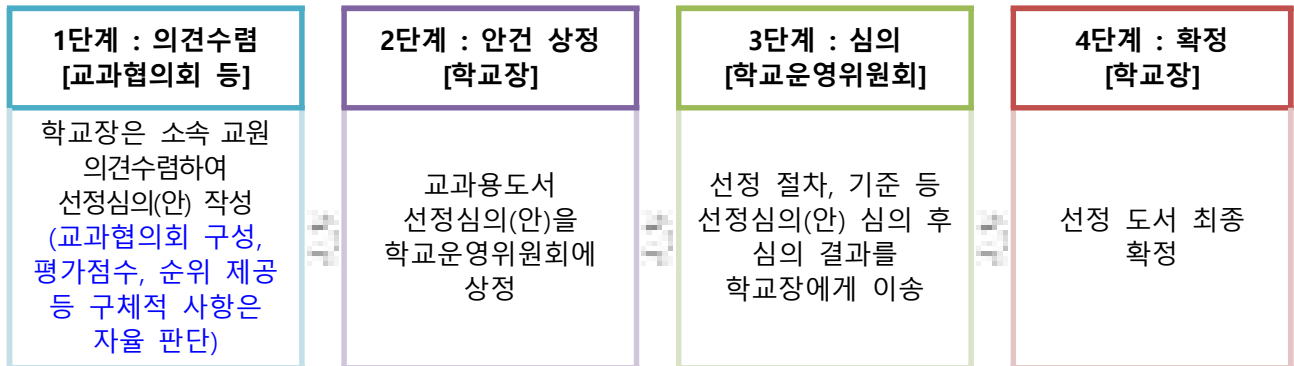 1단계 : 의견수렴
[교과협의회 등]
학교장은 소속 교원
의견수렴하여
선정심의(안) 작성
(교과협의회 구성,
평가점수, 순위 제공
등 구체적 사항은
자율 판단)
2단계 : 안건 상정
[학교장]
교과용도서
선정심의(안)을
학교운영위원회에
상정
3단계 : 심의
[학교운영위원회]
선정 절차, 기준 등
선정심의(안) 심의 후
심의 결과를
학교장에게 이송
4단계 : 확정
[학교장]
선정 도서 최종
확정